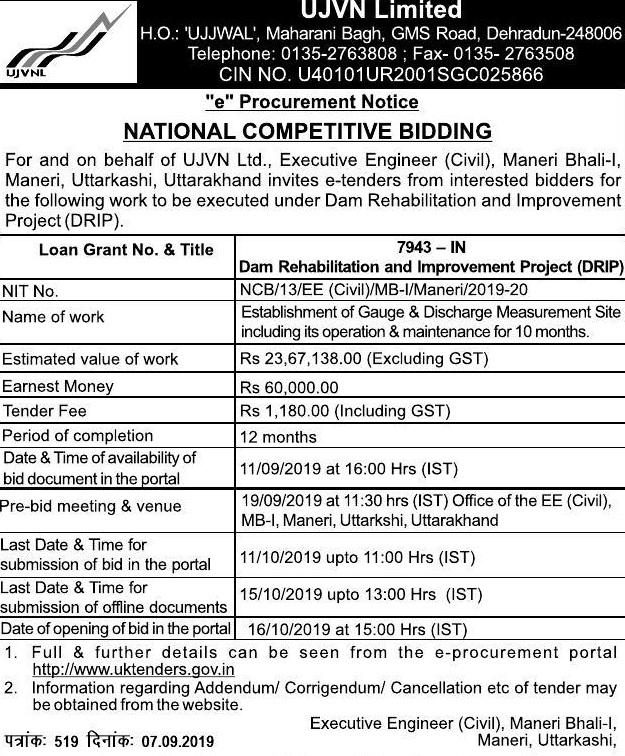 UJVNL
UJVN Limited
H.O.: 'UJJWAL', Maharani Bagh, GMS Road, Dehradun-248006
Telephone: 0135-2763808 ; Fax- 0135- 2763508
CIN NO. U40101UR2001SGC025866
"e" Procurement Notice
NATIONAL COMPETITIVE BIDDING
For and on behalf of UJVN Ltd., Executive Engineer (Civil), Maneri Bhali-I,
Maneri, Uttarkashi, Uttarakhand invites e-tenders from interested bidders for
the following work to be executed under Dam Rehabilitation and Improvement
Project (DRIP).
Loan Grant No. & Title
7943 – IN
Dam Rehabilitation and Improvement Project (DRIP)
NIT No.
NCB/13/EE (Civil)/MB-I/Maneri/2019-20
Name of work
Establishment of Gauge & Discharge Measurement Site
including its operation & maintenance for 10 months.
Estimated value of work
Rs 23,67,138.00 (Excluding GST)
Earnest Money
Rs 60,000.00
Tender Fee
Rs 1,180.00 (Including GST)
Period of completion
12 months
Date & Time of availability of
bid document in the portal
11/09/2019 at 16:00 Hrs (IST)
Pre-bid meeting & venue
19/09/2019 at 11:30 hrs (IST) Office of the EE (Civil),
MB-I, Maneri, Uttarkshi, Uttarakhand
Last Date & Time for
submission of bid in the portal
11/10/2019 upto 11:00 Hrs (IST)
Last Date & Time for
submission of offline documents
15/10/2019 upto 13:00 Hrs (IST)
Date of opening of bid in the portal
16/10/2019 at 15:00 Hrs (IST)
1. Full & further details can be seen from the e-procurement portal
http://www.uktenders.gov.in
2. Information regarding Addendum/ Corrigendum/ Cancellation etc of tender may
be obtained from the website.
Executive Engineer (Civil), Maneri Bhali-I,
पत्रांक: 519 दिनांक: 07.09.2019
Maneri, Uttarkashi,